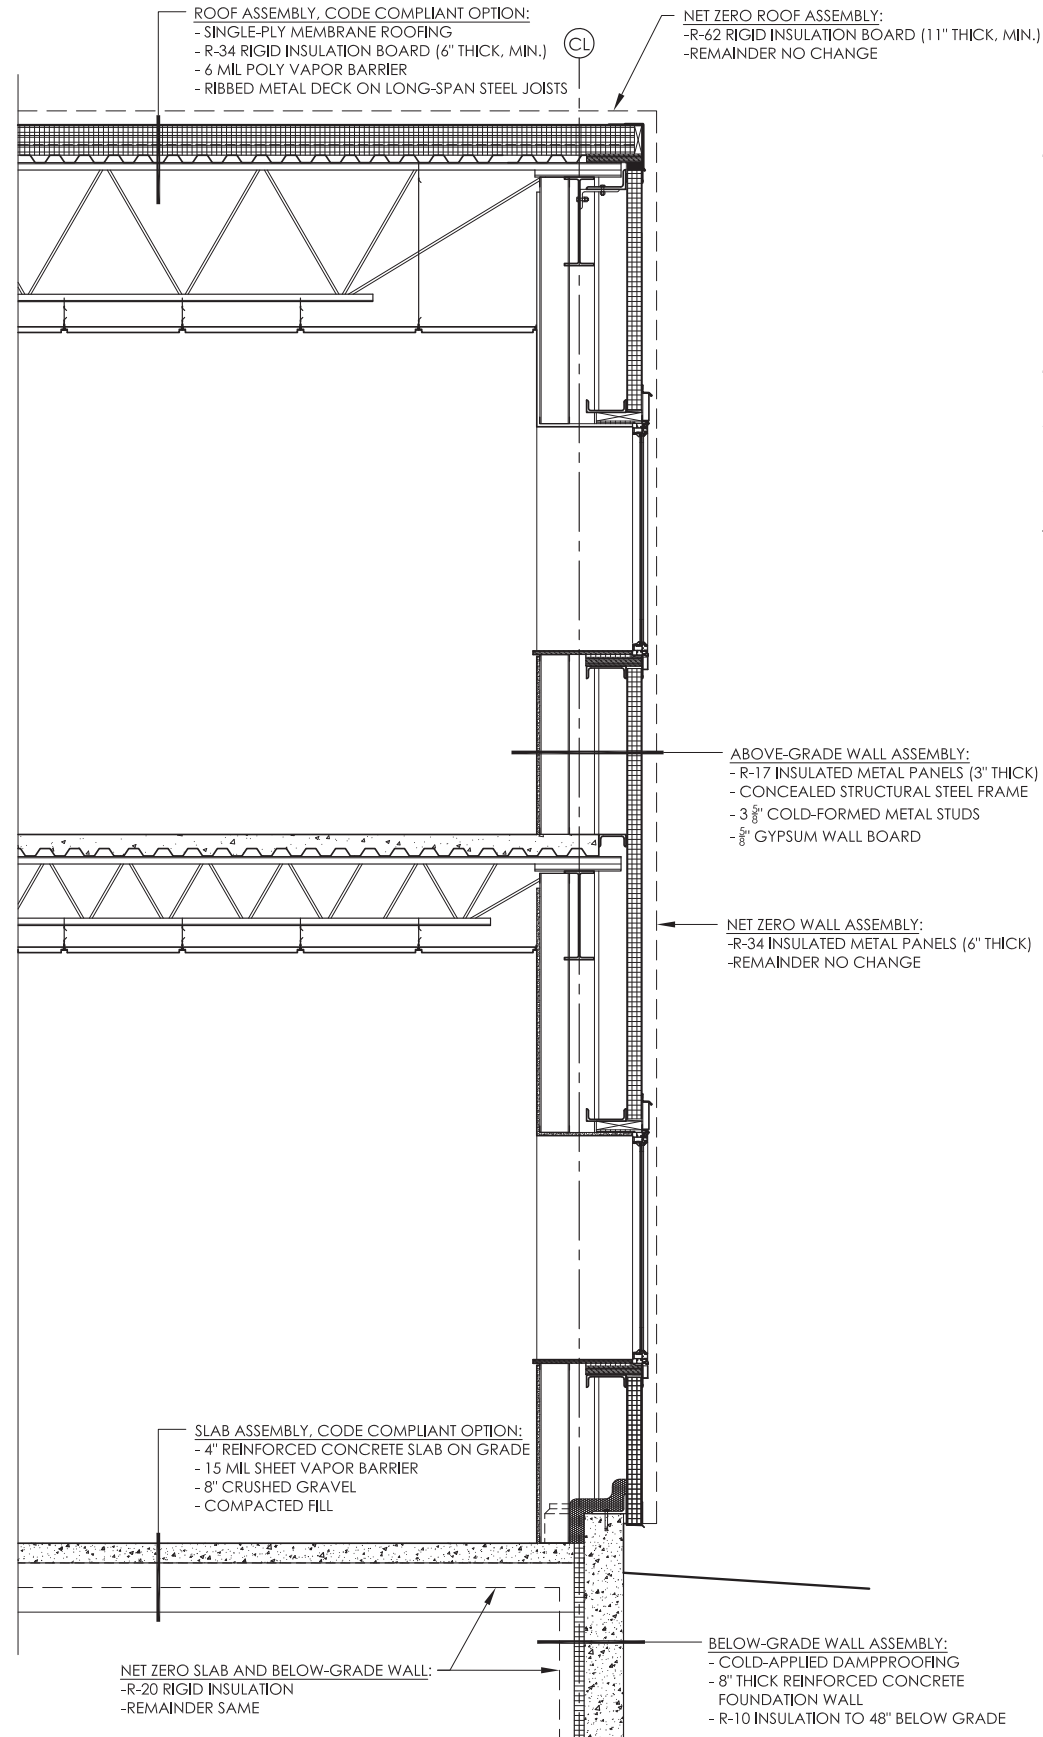 ROOF ASSEMBLY, CODE COMPLIANT OPTION:
- SINGLE-PLY MEMBRANE ROOFING
- R-34 RIGID INSULATION BOARD (6" THICK, MIN.)
- 6 MIL POLY VAPOR BARRIER
- RIBBED METAL DECK ON LONG-SPAN STEEL JOISTS
CL
NET ZERO ROOF ASSEMBLY:
-R-62 RIGID INSULATION BOARD (11" THICK, MIN.)
-REMAINDER NO CHANGE
ABOVE-GRADE WALL ASSEMBLY:
- R-17 INSULATED METAL PANELS (3" THICK)
- CONCEALED STRUCTURAL STEEL FRAME
- 3 5/8" COLD-FORMED METAL STUDS
- 5/8" GYPSUM WALL BOARD
NET ZERO WALL ASSEMBLY:
-R-34 INSULATED METAL PANELS (6" THICK)
-REMAINDER NO CHANGE
SLAB ASSEMBLY, CODE COMPLIANT OPTION:
- 4" REINFORCED CONCRETE SLAB ON GRADE
- 15 MIL SHEET VAPOR BARRIER
- 8" CRUSHED GRAVEL
- COMPACTED FILL
NET ZERO SLAB AND BELOW-GRADE WALL:
-R-20 RIGID INSULATION
-REMAINDER SAME
BELOW-GRADE WALL ASSEMBLY:
- COLD-APPLIED DAMPPROOFING
- 8" THICK REINFORCED CONCRETE
FOUNDATION WALL
- R-10 INSULATION TO 48" BELOW GRADE